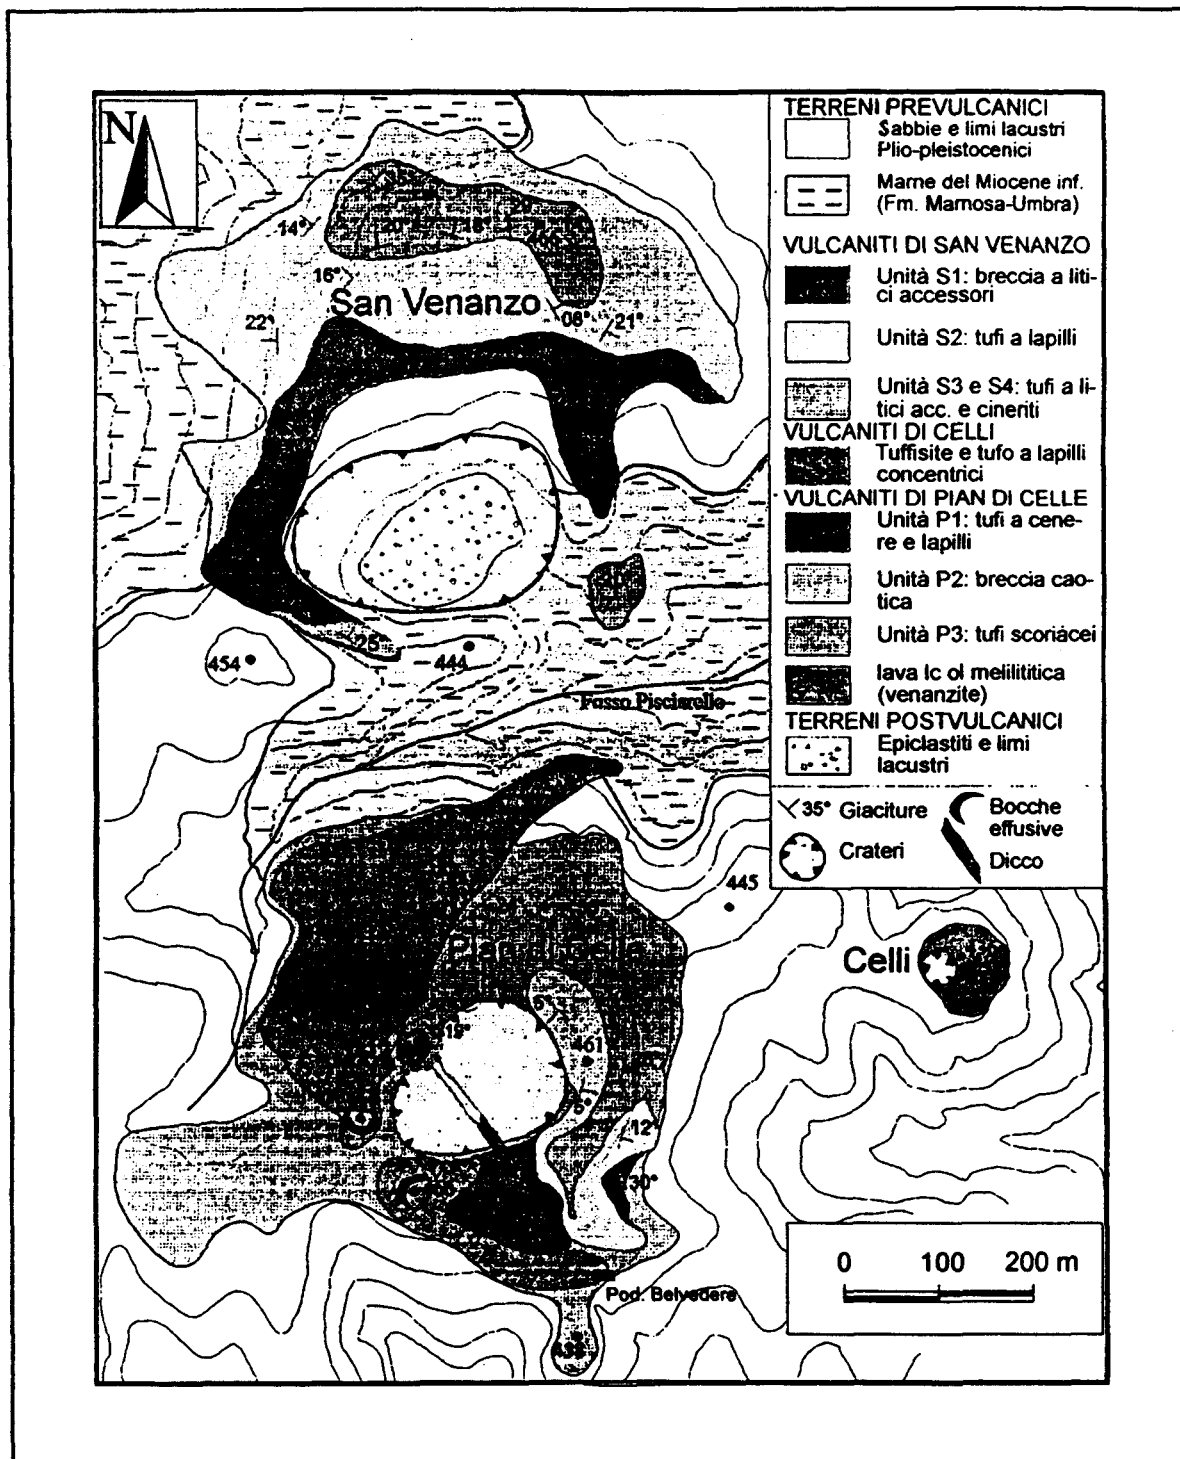 N
TERRENI PREVULCANICI
Sabbie e limi lacustri
Plio-pleistocenici
Marne del Miocene inf.
(Fm. Marnosa-Umbra)
VULCANITI DI SAN VENANZO
Unità S1: breccia a liti-
ci accessori
Unità S2: tufi a lapilli
Unità S3 e S4: tufi a li-
tici acc. e cineriti
VULCANITI DI CELLI
Tuffisite e tufo a lapilli
concentrici
VULCANITI DI PIAN DI CELLE
Unità P1: tufi a cene-
re e lapilli
Unità P2: breccia cao-
tica
Unità P3: tufi scoriacei
lava lc ol melilititica
(venanzite)
TERRENI POSTVULCANICI
Epiclastiti e limi
lacustri
35° Giaciture
Bocche
effusive
Crateri
Dicco
14°
16°
San Venanzo
22°
08°
21°
25
454
444
Fosso Pisciarello
445
Pian di Celle
Celli
19°
461
12°
30°
0 100 200 m
Pod. Belvedere